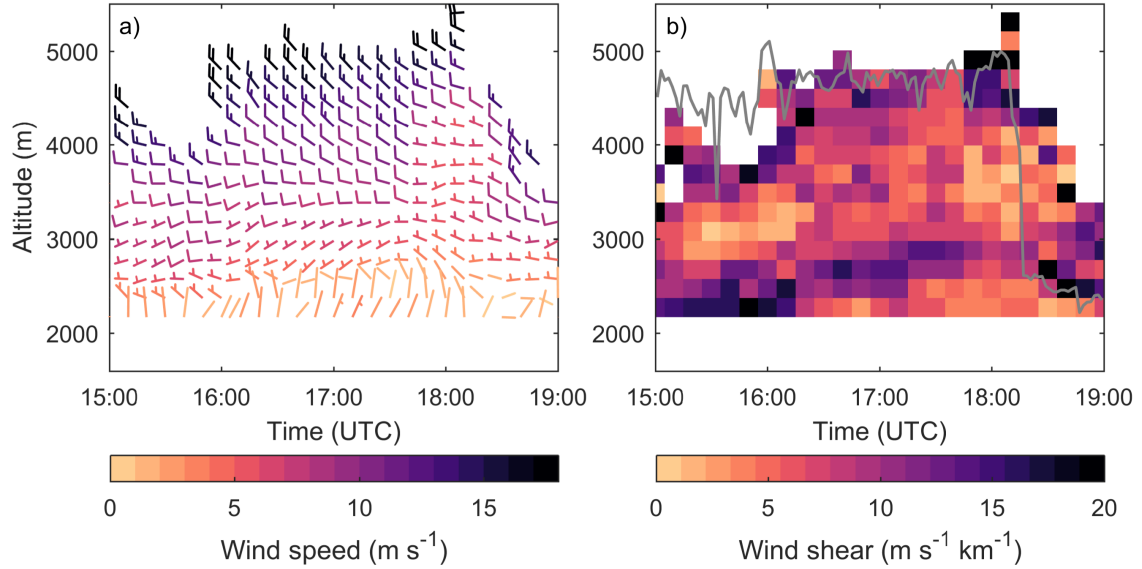 a)
b)
5000
4000
3000
2000
Altitude (m)
15:00 16:00 17:00 18:00 19:00
Time (UTC)
0 5 10 15
Wind speed (m s-1)
5000
4000
3000
2000
15:00 16:00 17:00 18:00 19:00
Time (UTC)
0 5 10 15 20
Wind shear (m s-1 km-1)